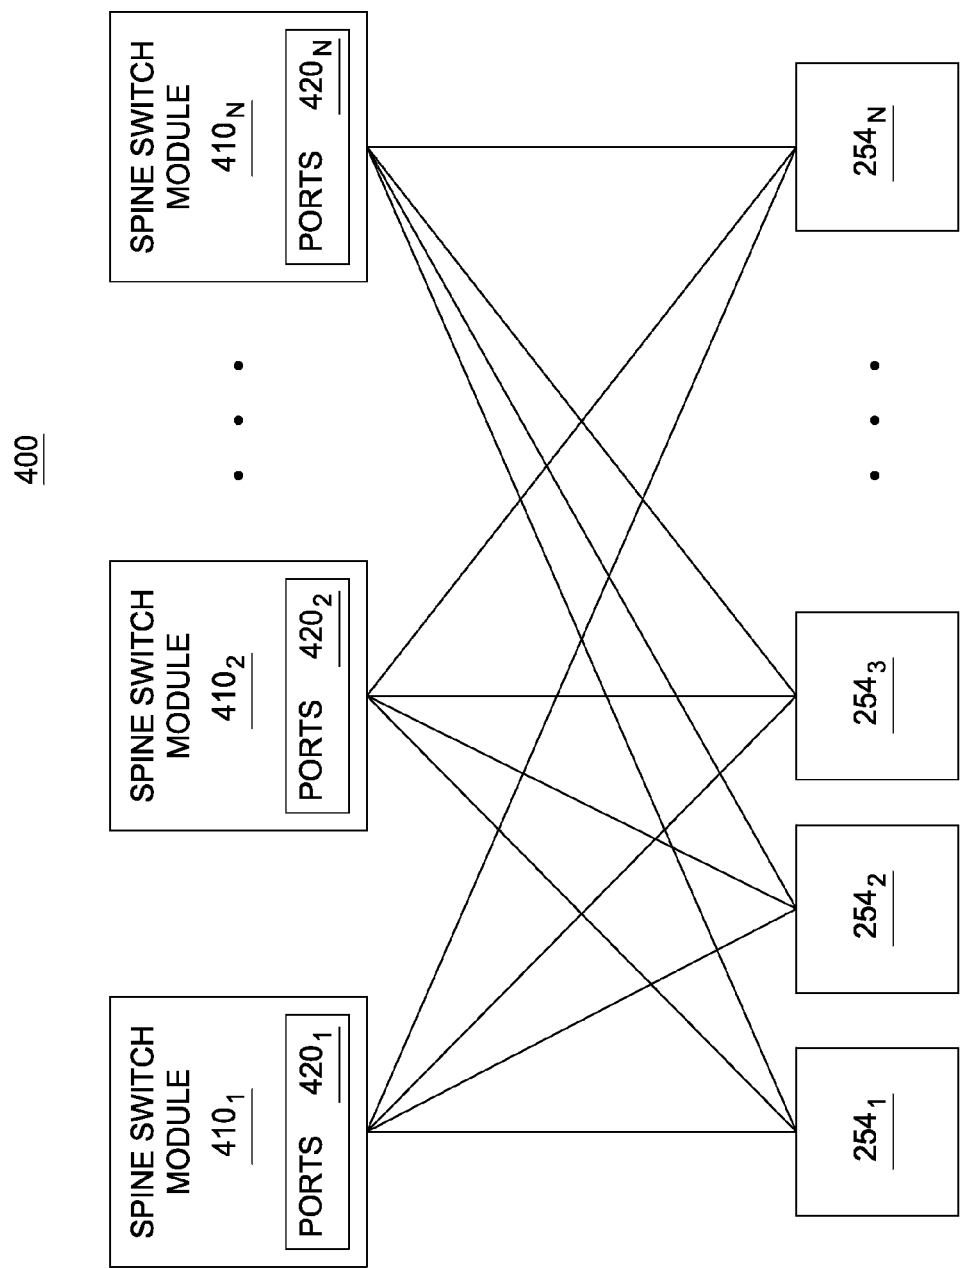 400
SPINE SWITCH
MODULE
410₁
PORTS 420₁
SPINE SWITCH
MODULE
410₂
PORTS 420₂
SPINE SWITCH
MODULE
410N
PORTS 420N
254₁
254₂
254₃
254N